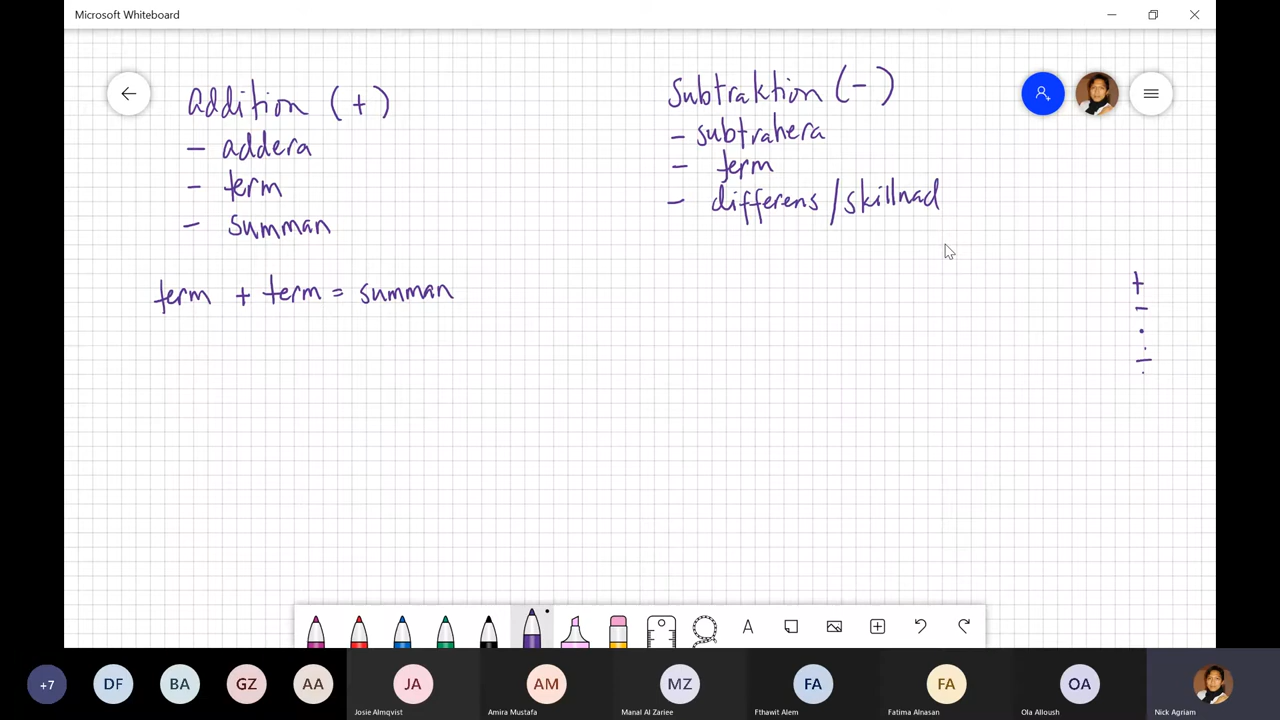 Microsoft Whiteboard
addition (+)
- addera
- term
- summan
term + term = summan
Subtraktion (-)
- subtrahera
- term
- differens / skillnad
+
-
·
÷
A
+7
DF
BA
GZ
AA
JA
Josie Almqvist
AM
Amira Mustafa
MZ
Manal Al Zariee
FA
Fthawit Alem
FA
Fatima Alnasan
OA
Ola Alloush
Nick Agriam